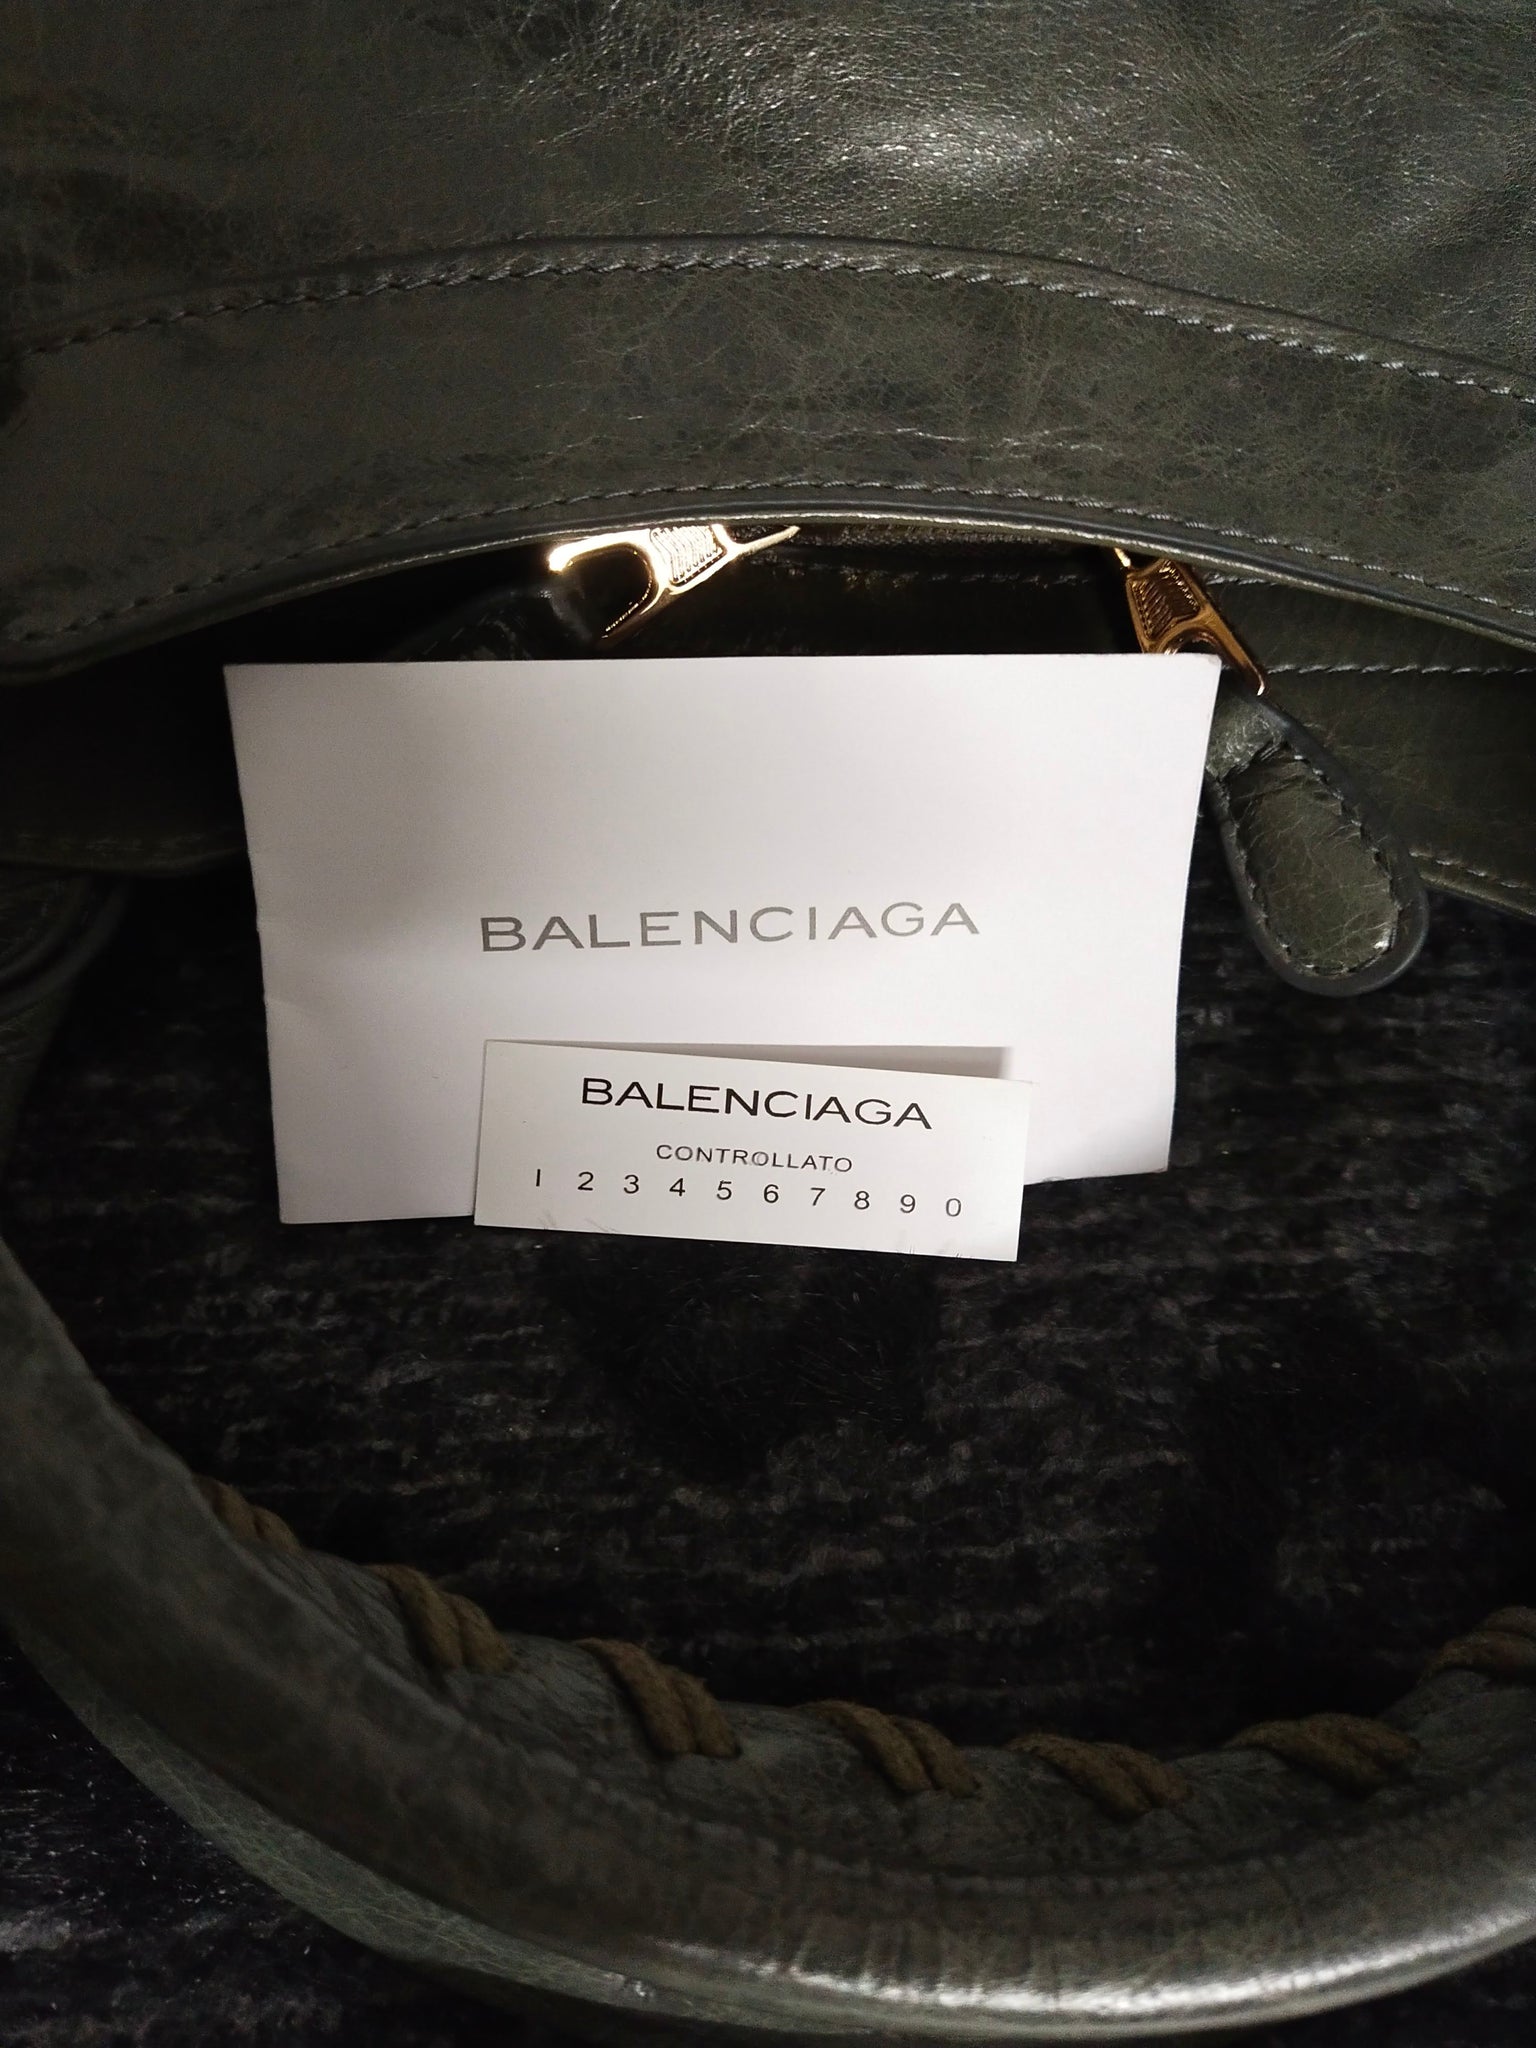 BALENCIAGA
BALENCIAGA
CONTROLLATO
1 2 3 4 5 6 7 8 9 0